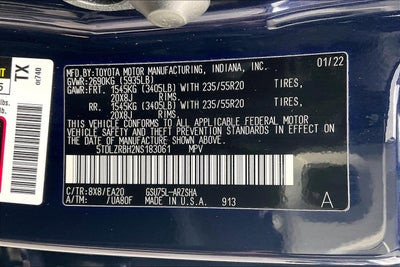 MFD.BY:TOYOTA MOTOR MANUFACTURING, INDIANA, INC. 01/22
GVWR:2690KG (5935LB)
GAWR:FRT. 1545KG (3405LB) WITH 235/55R20 TIRES,
20X8J RIMS,
RR. 1545KG (3405LB) WITH 235/55R20 TIRES,
20X8J RIMS,
THIS VEHICLE CONFORMS TO ALL APPLICABLE FEDERAL MOTOR
VEHICLE SAFETY AND THEFT PREVENTION STANDARDS IN EFFECT ON
THE DATE OF MANUFACTURE SHOWN ABOVE.
5TDLZRBH2NS183061 MPV
C/TR:8X8/EA20 GSU75L-ARZSHA
A/TM/ /UA80F MADE IN U.S.A. 913 A
TX